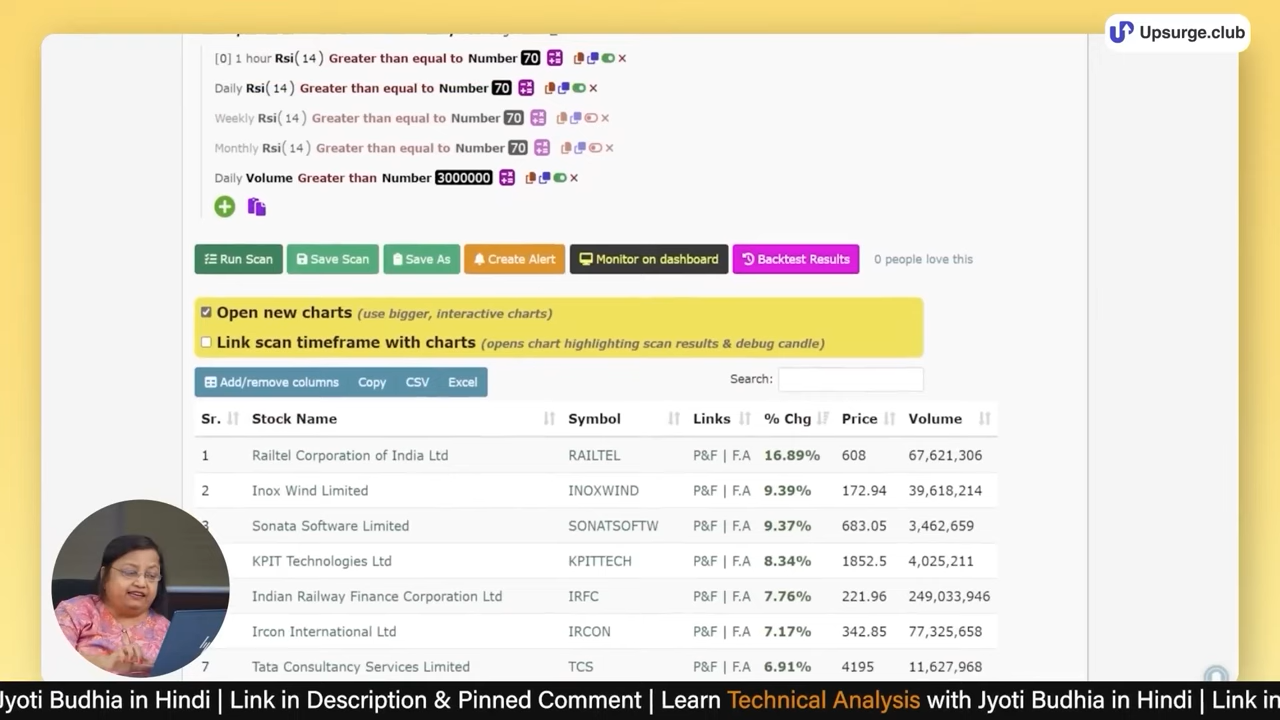 Upsurge.club
[0] 1 hour Rsi(14) Greater than equal to Number 70
Daily Rsi(14) Greater than equal to Number 70
Weekly Rsi(14) Greater than equal to Number 70
Monthly Rsi(14) Greater than equal to Number 70
Daily Volume Greater than Number 3000000
Run Scan Save Scan Save As Create Alert Monitor on dashboard Backtest Results 0 people love this
Open new charts (use bigger, interactive charts)
Link scan timeframe with charts (opens chart highlighting scan results & debug candle)
Add/remove columns Copy CSV Excel Search:
Sr. Stock Name Symbol Links % Chg Price Volume
1 Railtel Corporation of India Ltd RAILTEL P&F | F.A 16.89% 608 67,621,306
2 Inox Wind Limited INOXWIND P&F | F.A 9.39% 172.94 39,618,214
3 Sonata Software Limited SONATSOFTW P&F | F.A 9.37% 683.05 3,462,659
KPIT Technologies Ltd KPITTECH P&F | F.A 8.34% 1852.5 4,025,211
Indian Railway Finance Corporation Ltd IRFC P&F | F.A 7.76% 221.96 249,033,946
Ircon International Ltd IRCON P&F | F.A 7.17% 342.85 77,325,658
7 Tata Consultancy Services Limited TCS P&F | F.A 6.91% 4195 11,627,968
Jyoti Budhia in Hindi | Link in Description & Pinned Comment | Learn Technical Analysis with Jyoti Budhia in Hindi | Link in